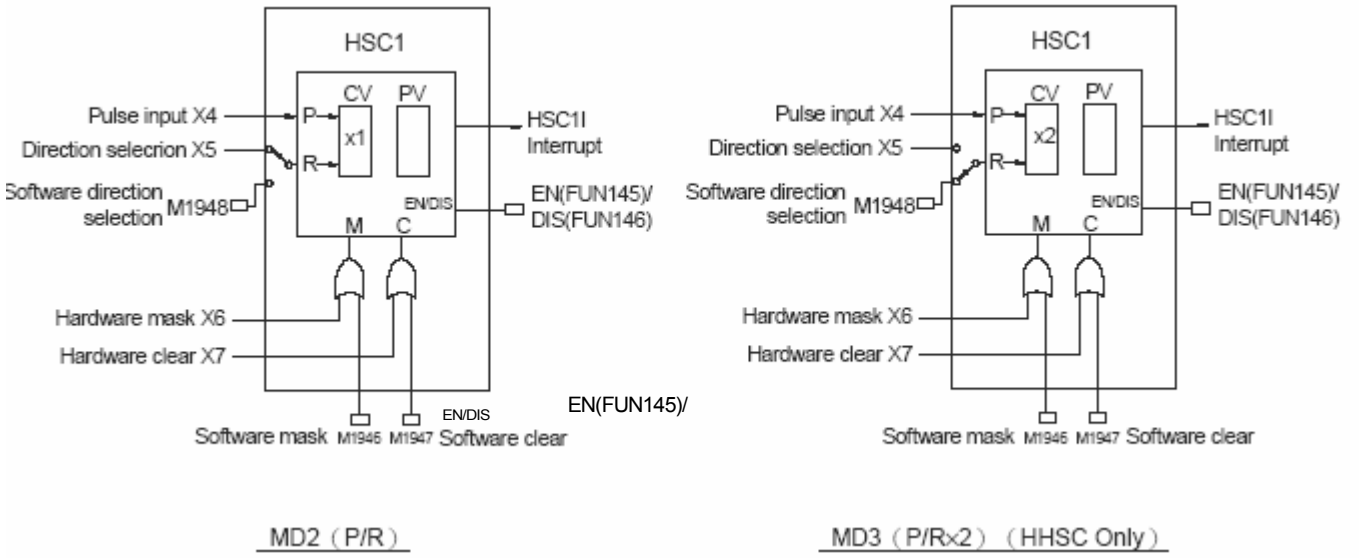 HSC1
CV PV
Pulse input X4
P
x1
HSC1I
Interrupt
Direction selecrion X5
R
Software direction
selection M1948
EN/DIS
EN(FUN145)/
DIS(FUN146)
M C
Hardware mask X6
Hardware clear X7
EN/DIS
EN(FUN145)/
Software mask M1946 M1947 Software clear
MD2 (P/R)
HSC1
CV PV
Pulse input X4
P
x2
HSC1I
Interrupt
Direction selection X5
R
Software direction
selection M1948
EN/DIS
EN(FUN145)/
DIS(FUN146)
M C
Hardware mask X6
Hardware clear X7
Software mask M1946 M1947 Software clear
MD3 (P/R×2) (HHSC Only)